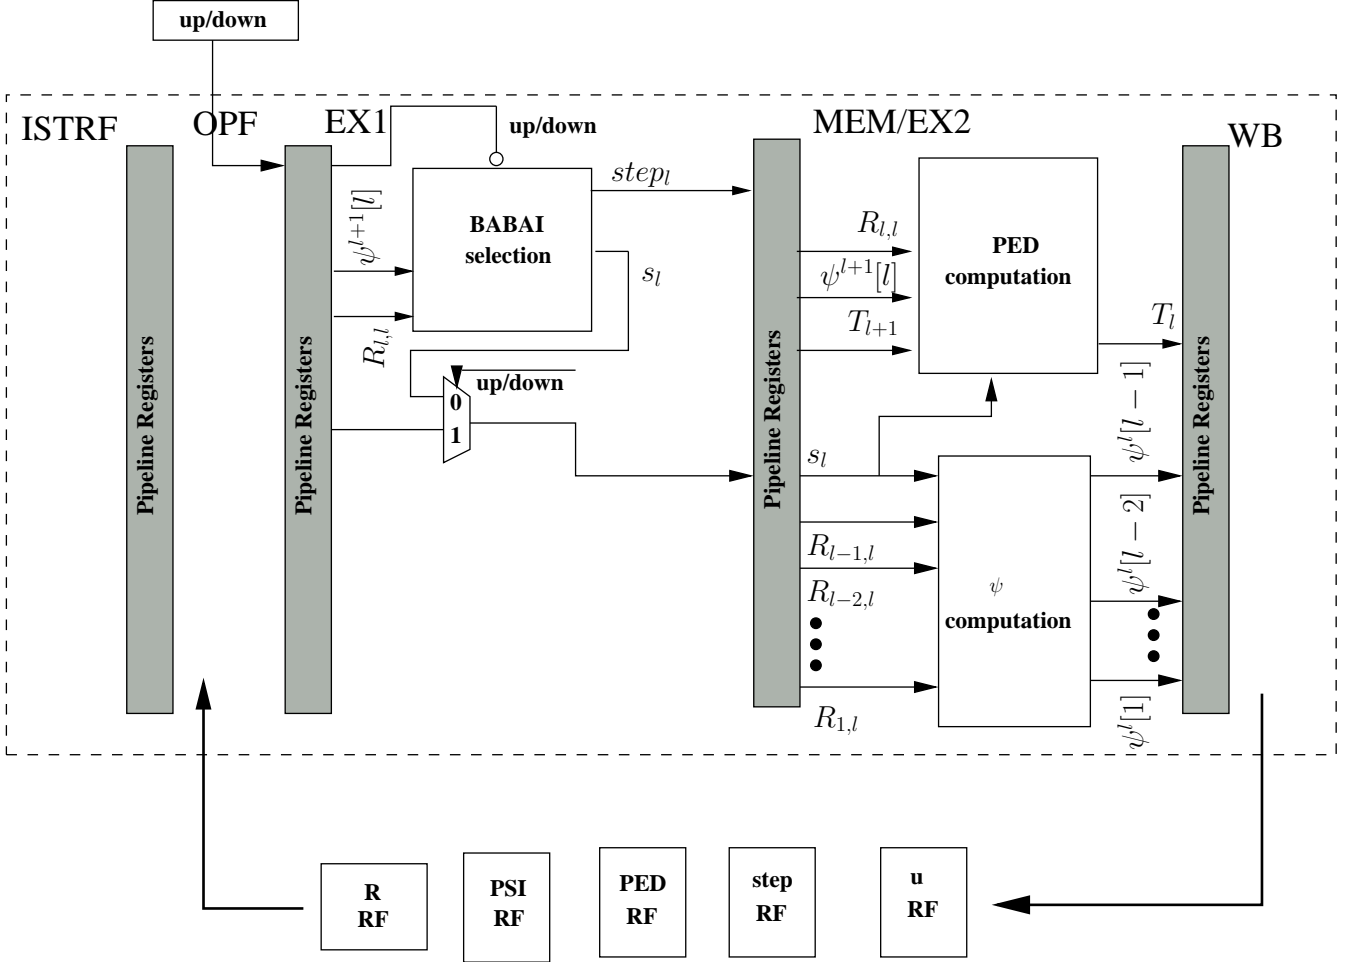 up/down
ISTRF
OPF
EX1
MEM/EX2
WB
up/down
Pipeline Registers
Pipeline Registers
Pipeline Registers
Pipeline Registers
ψ^{l+1}[l]
R_{l,l}
BABAI
selection
step_l
s_l
up/down
0
1
R_{l,l}
ψ^{l+1}[l]
T_{l+1}
PED
computation
T_l
s_l
R_{l−1,l}
R_{l−2,l}
R_{1,l}
ψ
computation
ψ^l[l − 1]
ψ^l[l − 2]
ψ^l[1]
R
RF
PSI
RF
PED
RF
step
RF
u
RF